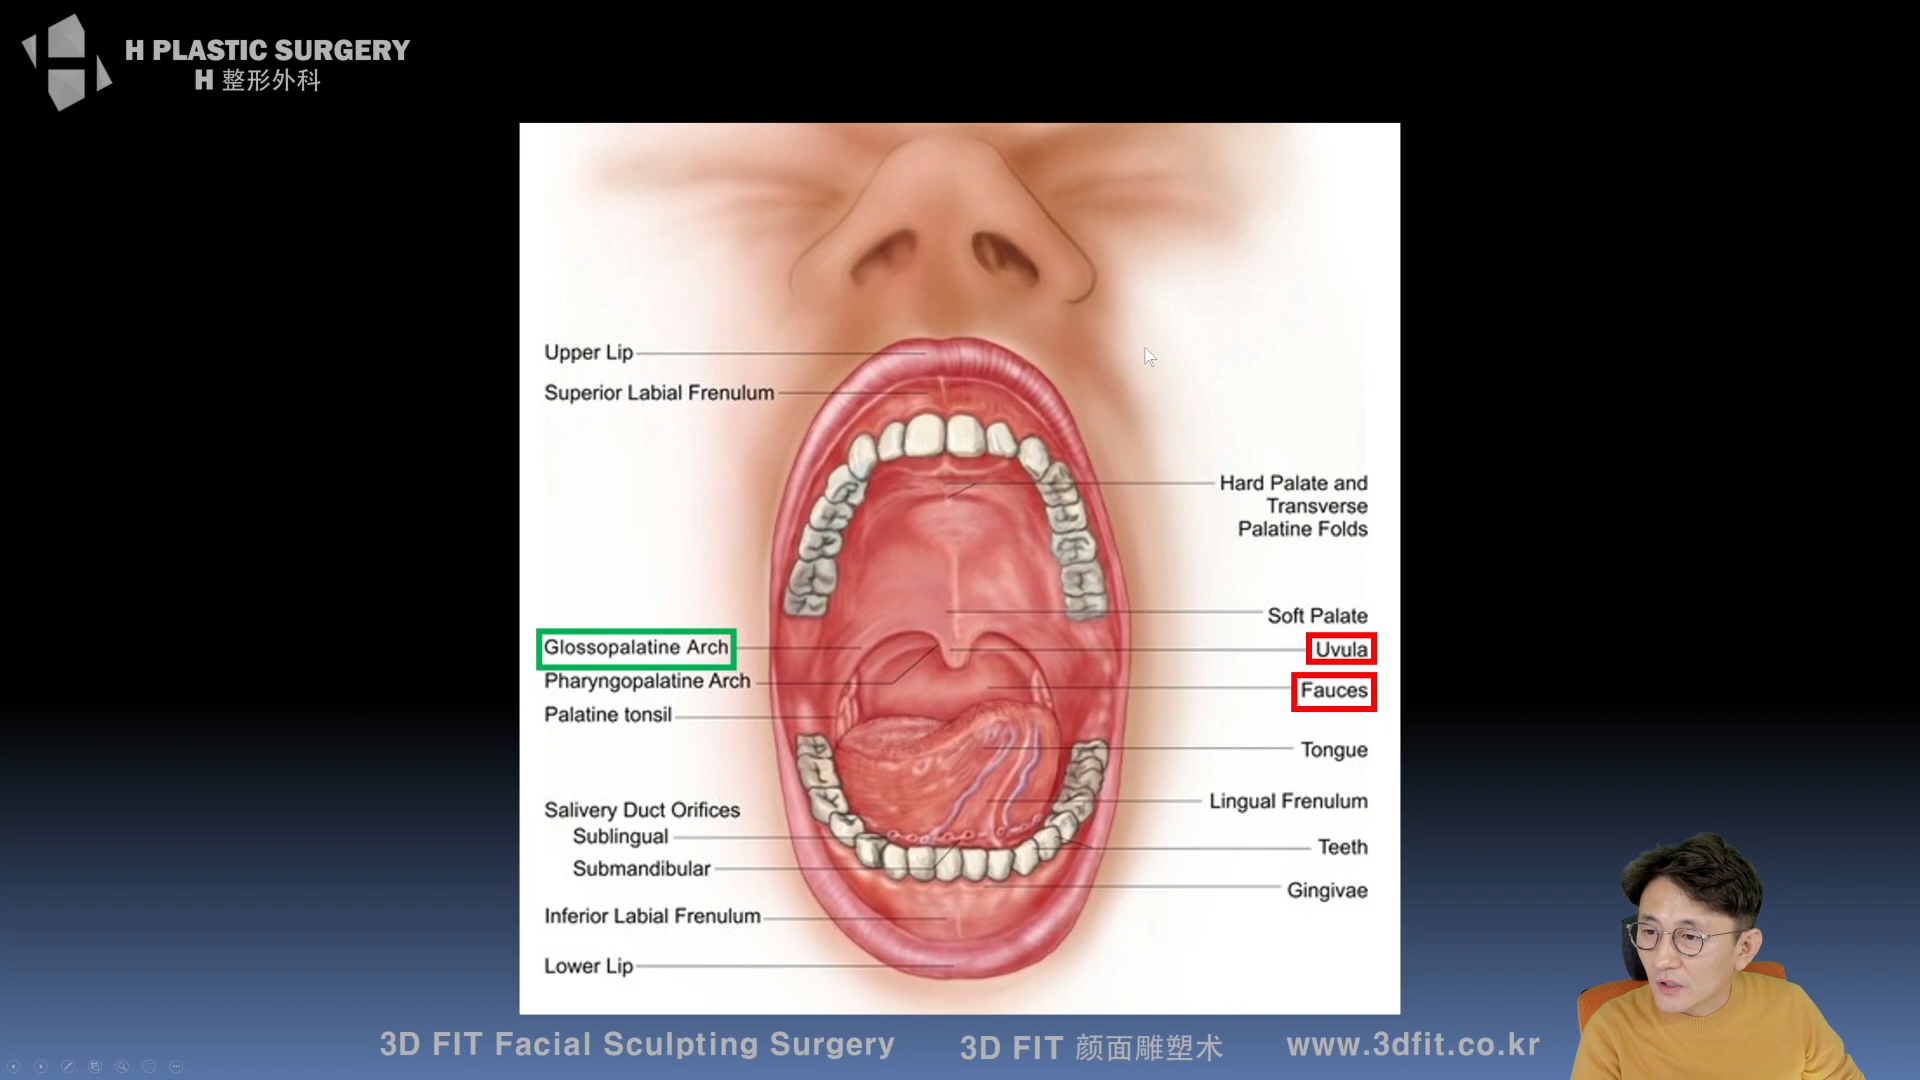 H PLASTIC SURGERY
H 整形外科
Upper Lip
Superior Labial Frenulum
Hard Palate and
Transverse
Palatine Folds
Soft Palate
Glossopalatine Arch
Uvula
Pharyngopalatine Arch
Fauces
Palatine tonsil
Tongue
Salivery Duct Orifices
Lingual Frenulum
Sublingual
Teeth
Submandibular
Gingivae
Inferior Labial Frenulum
Lower Lip
3D FIT Facial Sculpting Surgery
3D FIT 颜面雕塑术
www.3dfit.co.kr